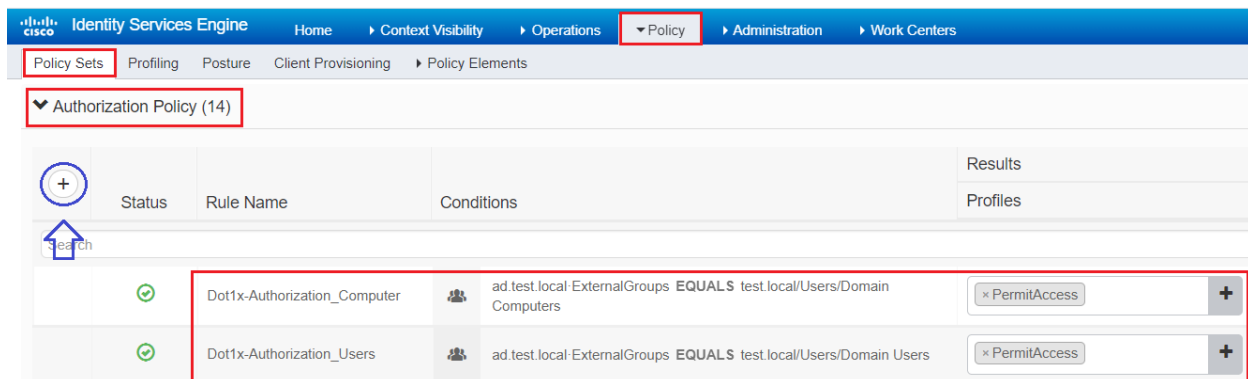 cisco Identity Services Engine Home Context Visibility Operations Policy Administration Work Centers
Policy Sets Profiling Posture Client Provisioning Policy Elements
Authorization Policy (14)
Results
+ Status Rule Name Conditions Profiles
Search
Dot1x-Authorization_Computer ad.test.local·ExternalGroups EQUALS test.local/Users/Domain × PermitAccess +
Computers
Dot1x-Authorization_Users ad.test.local·ExternalGroups EQUALS test.local/Users/Domain Users × PermitAccess +